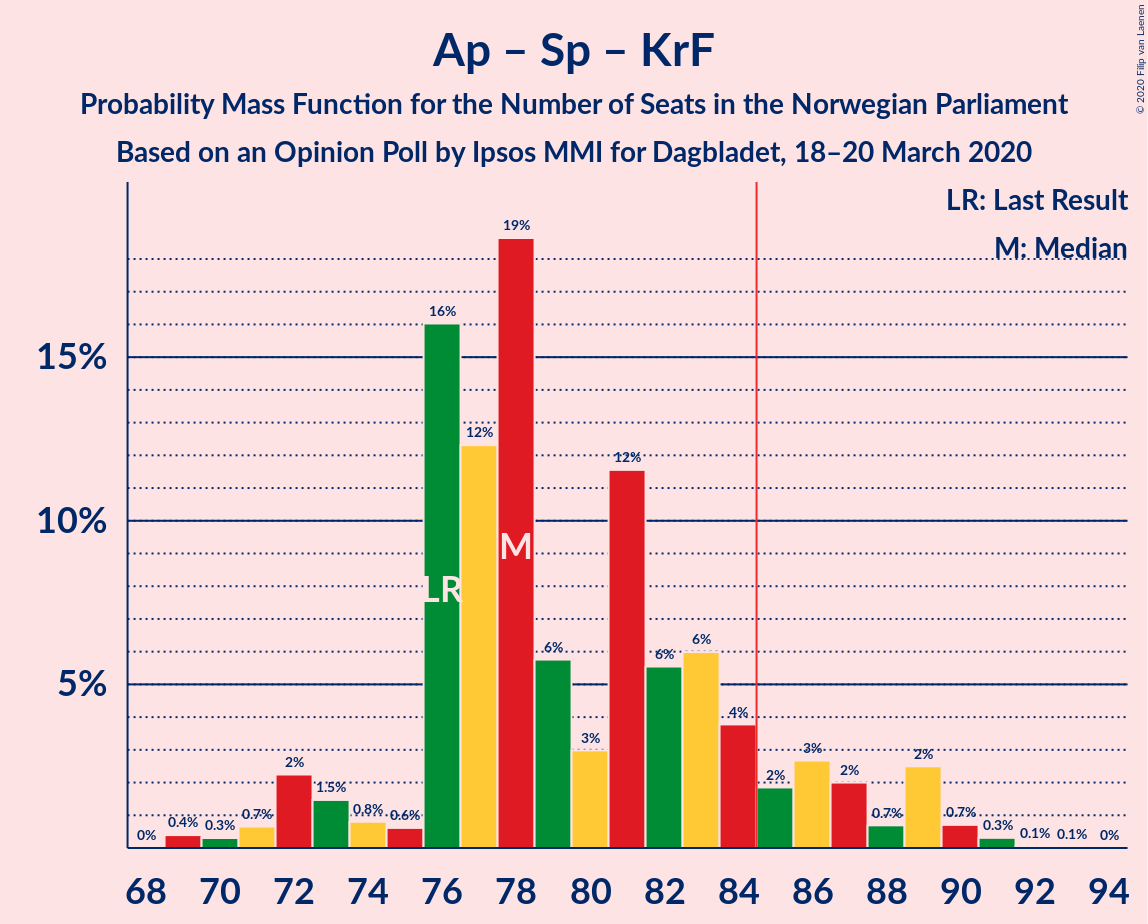 Ap – Sp – KrF
Probability Mass Function for the Number of Seats in the Norwegian Parliament
Based on an Opinion Poll by Ipsos MMI for Dagbladet, 18–20 March 2020
© 2020 Filip van Laenen
LR: Last Result
M: Median
15%
10%
5%
0% 0.4% 0.3% 0.7% 2% 1.5% 0.8% 0.6% 16% 12% 19% 6% 3% 12% 6% 6% 4% 2% 3% 2% 0.7% 2% 0.7% 0.3% 0.1% 0.1% 0%
LR
M
68 70 72 74 76 78 80 82 84 86 88 90 92 94